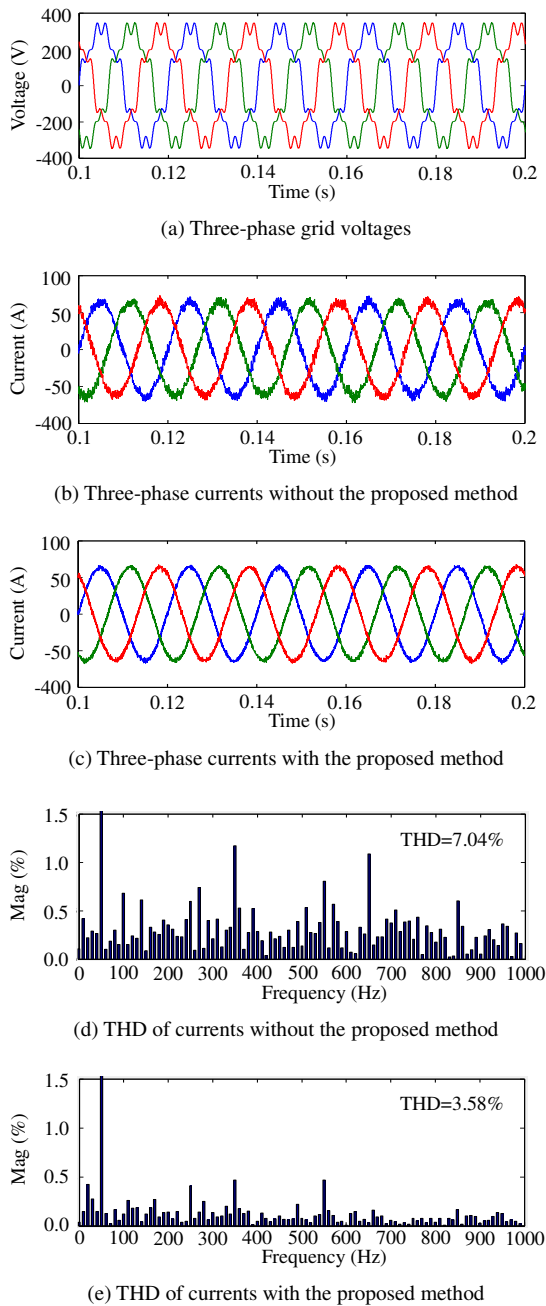 400
200
0
-200
-400
Voltage (V)
0.1 0.12 0.14 0.16 0.18 0.2
Time (s)
(a) Three-phase grid voltages
100
50
0
-50
-400
Current (A)
0.1 0.12 0.14 0.16 0.18 0.2
Time (s)
(b) Three-phase currents without the proposed method
100
50
0
-50
-400
Current (A)
0.1 0.12 0.14 0.16 0.18 0.2
Time (s)
(c) Three-phase currents with the proposed method
1.5
1.0
0.5
0.0
Mag (%)
THD=7.04%
0 100 200 300 400 500 600 700 800 900 1000
Frequency (Hz)
(d) THD of currents without the proposed method
1.5
1.0
0.5
0.0
Mag (%)
THD=3.58%
0 100 200 300 400 500 600 700 800 900 1000
Frequency (Hz)
(e) THD of currents with the proposed method